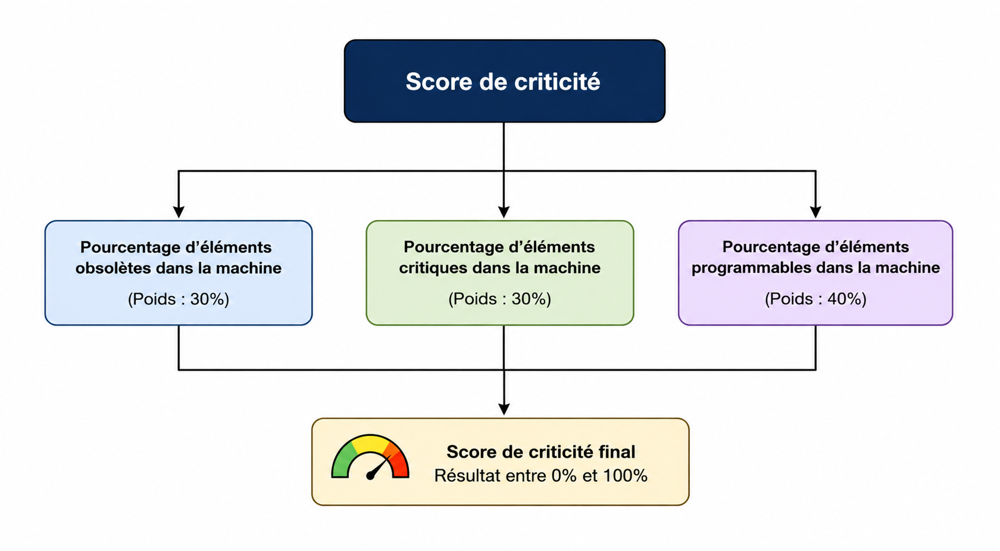 Score de criticité
Pourcentage d’éléments
obsolètes dans la machine
(Poids : 30%)
Pourcentage d’éléments
critiques dans la machine
(Poids : 30%)
Pourcentage d’éléments
programmables dans la machine
(Poids : 40%)
Score de criticité final
Résultat entre 0% et 100%